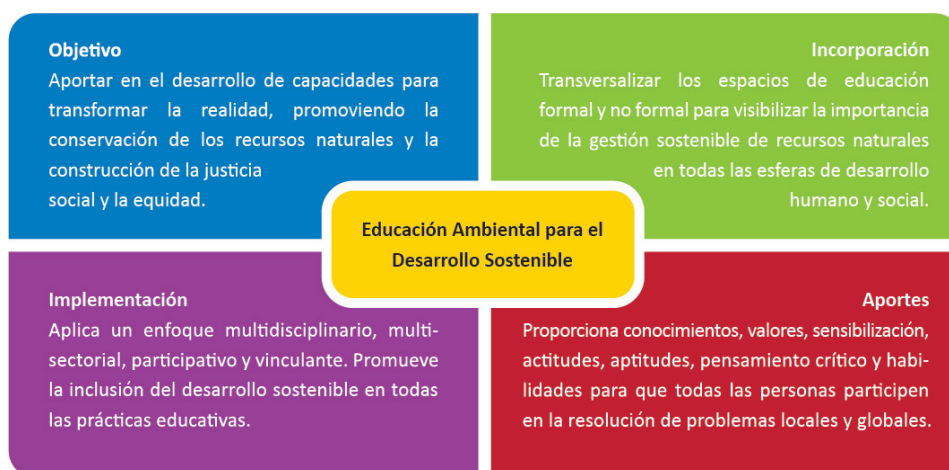 Objetivo
Aportar en el desarrollo de capacidades para
transformar la realidad, promoviendo la
conservación de los recursos naturales y la
construcción de la justicia
social y la equidad.
Incorporación
Transversalizar los espacios de educación
formal y no formal para visibilizar la importancia
de la gestión sostenible de recursos naturales
en todas las esferas de desarrollo
humano y social.
Educación Ambiental para el
Desarrollo Sostenible
Implementación
Aplica un enfoque multidisciplinario, multi-
sectorial, participativo y vinculante. Promueve
la inclusión del desarrollo sostenible en todas
las prácticas educativas.
Aportes
Proporciona conocimientos, valores, sensibilización,
actitudes, aptitudes, pensamiento crítico y habi-
lidades para que todas las personas participen
en la resolución de problemas locales y globales.